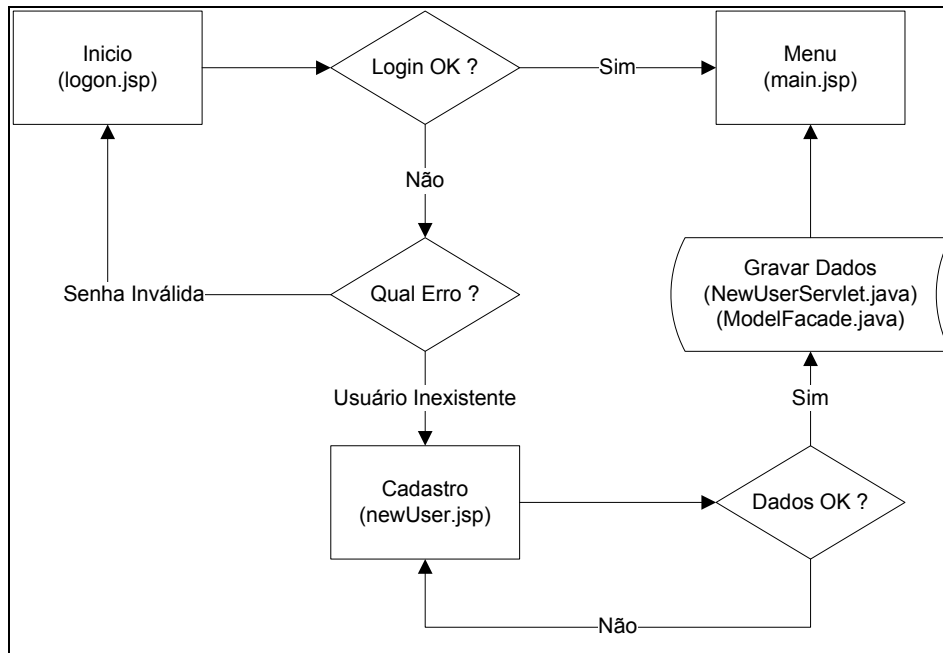 Inicio
(logon.jsp)
Login OK ?
Sim
Menu
(main.jsp)
Não
Senha Inválida
Qual Erro ?
Gravar Dados
(NewUserServlet.java)
(ModelFacade.java)
Usuário Inexistente
Sim
Cadastro
(newUser.jsp)
Dados OK ?
Não